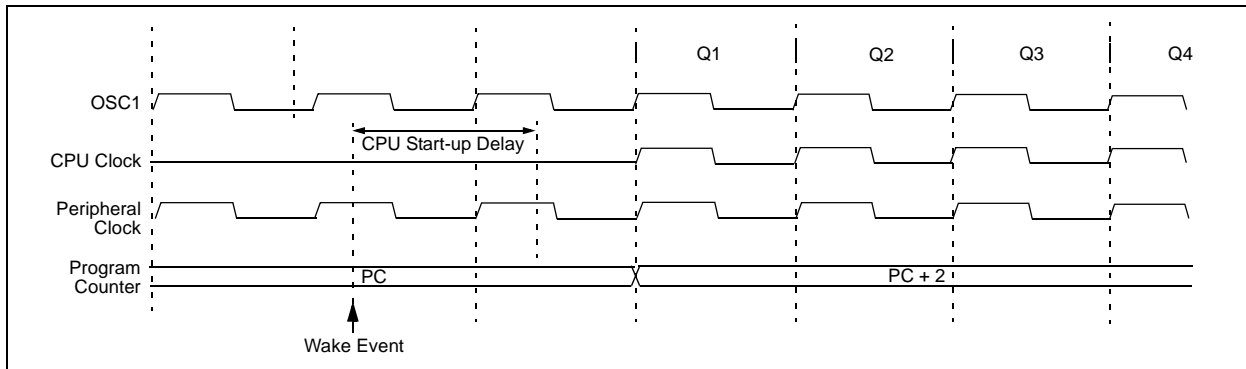 Q1 Q2 Q3 Q4
OSC1
CPU Start-up Delay
CPU Clock
Peripheral
Clock
Program
Counter
PC PC + 2
Wake Event